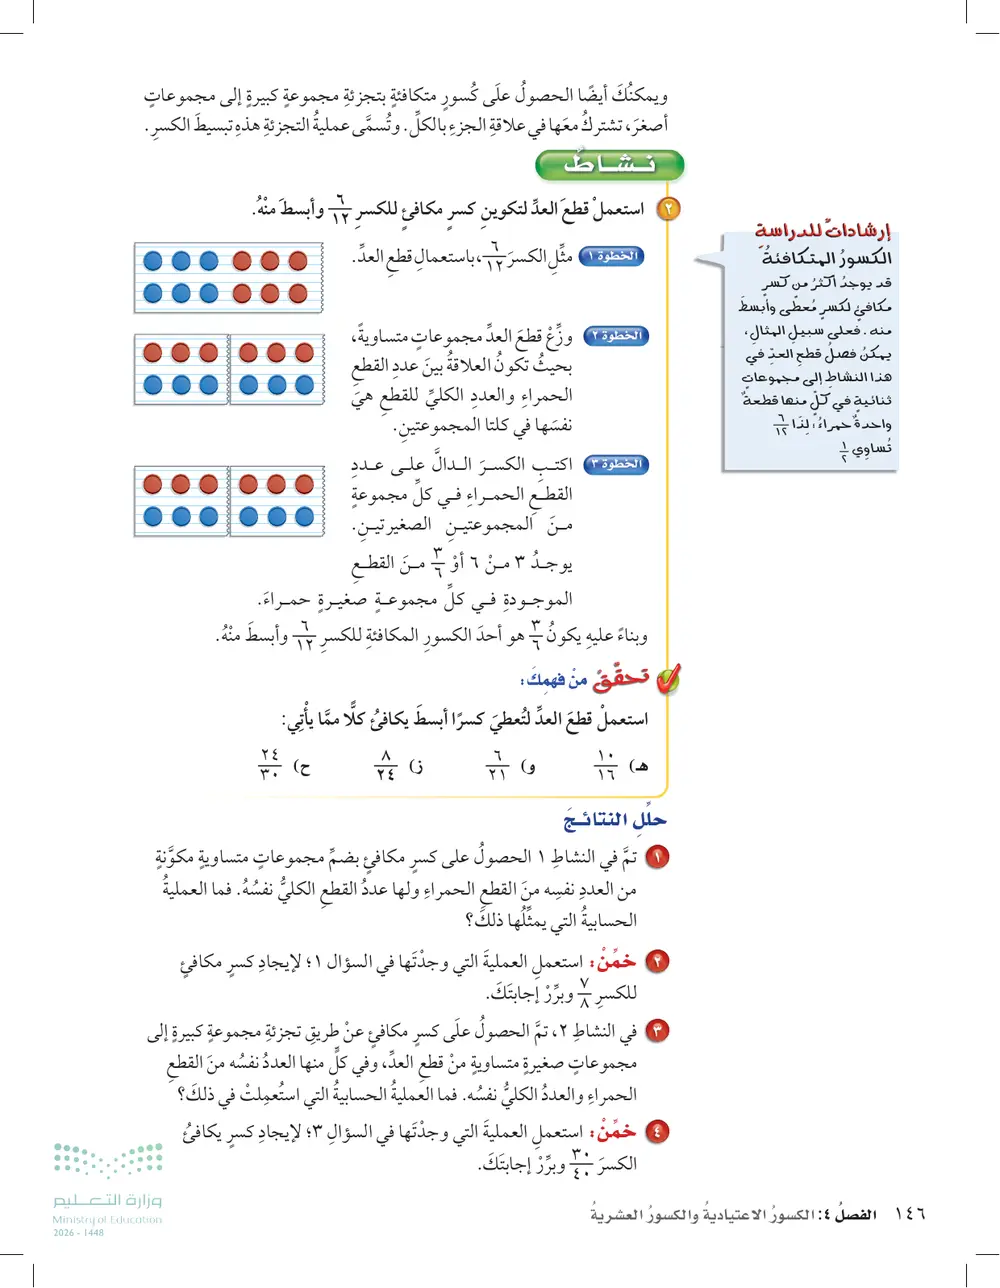 ويمكنُكَ أيضًا الحصولُ علَى كُسورٍ متكافئةٍ بتجزئةِ مجموعةٍ كبيرةٍ إلى مجموعاتٍ
أصغرَ، تشتركُ معَها في علاقةِ الجزءِ بالكلِّ. وتُسمَّى عمليةُ التجزئةِ هذهِ تبسيطَ الكسرِ.
نـشـاطٌ
٢ استعملْ قطعَ العدِّ لتكوينِ كسرٍ مكافئٍ للكسرِ ٦/١٢ وأبسطَ منْهُ.
الخطوة ١ مثِّلِ الكسرَ ٦/١٢، باستعمالِ قطعِ العدِّ.
الخطوة ٢ وزِّعْ قطعَ العدِّ مجموعاتٍ متساويةً،
بحيثُ تكونُ العلاقةُ بينَ عددِ القطعِ
الحمراءِ والعددِ الكليِّ للقطعِ هيَ
نفسَها في كلتا المجموعتينِ.
الخطوة ٣ اكتبِ الكسرَ الدالَّ على عددِ
القطعِ الحمراءِ في كلِّ مجموعةٍ
منَ المجموعتينِ الصغيرتينِ.
يوجدُ ٣ منْ ٦ أوْ ٣/٦ منَ القطعِ
الموجودةِ في كلِّ مجموعةٍ صغيرةٍ حمراءَ.
وبناءً عليهِ يكونُ ٣/٦ هو أحدَ الكسورِ المكافئةِ للكسرِ ٦/١٢ وأبسطَ منْهُ.
إرشاداتٌ للدراسة
الكسورُ المتكافئةُ
قد يوجدُ أكثرُ من كسرٍ
مكافئٍ لكسرٍ مُعطًى وأبسطَ
منه. فعلى سبيلِ المثالِ،
يمكنُ فصلُ قطعِ العدِّ في
هذا النشاطِ إلى مجموعاتٍ
ثنائيةٍ في كلٍّ منها قطعةٌ
واحدةٌ حمراءُ؛ لِذَا ٦/١٢
تُساوِي ١/٢
تحقَّقْ منْ فهمِكَ:
استعملْ قطعَ العدِّ لتُعطيَ كسرًا أبسطَ يكافئُ كلًّا ممَّا يأْتِي:
هـ) ١٠/١٦ و) ٦/٢١ ز) ٨/٢٤ ح) ٢٤/٣٠
حلِّلِ النتائجَ
١ تمَّ في النشاطِ ١ الحصولُ على كسرٍ مكافئٍ بضمِّ مجموعاتٍ متساويةٍ مكوَّنةٍ
من العددِ نفسِه منَ القطعِ الحمراءِ ولها عددُ القطعِ الكليُّ نفسُهُ. فما العمليةُ
الحسابيةُ التي يمثِّلُها ذلكَ؟
٢ خمِّنْ: استعملِ العمليةَ التي وجدْتَها في السؤال ١؛ لإيجادِ كسرٍ مكافئٍ
للكسرِ ٧/٨ وبرِّرْ إجابتَكَ.
٣ في النشاطِ ٢، تمَّ الحصولُ علَى كسرٍ مكافئٍ عنْ طريقِ تجزئةِ مجموعةٍ كبيرةٍ إلى
مجموعاتٍ صغيرةٍ متساويةٍ منْ قطعِ العدِّ، وفي كلٍّ منها العددُ نفسُه منَ القطعِ
الحمراءِ والعددُ الكليُّ نفسُه. فما العمليةُ الحسابيةُ التي استُعمِلتْ في ذلكَ؟
٤ خمِّنْ: استعملِ العمليةَ التي وجدْتَها في السؤالِ ٣؛ لإيجادِ كسرٍ يكافئُ
الكسرَ ٣٠/٤٠ وبرِّرْ إجابتَكَ.
وزارة التعليم
Ministry of Education
2026 - 1448
١٤٦ الفصلُ ٤: الكسورُ الاعتياديةُ والكسورُ العشريةُ